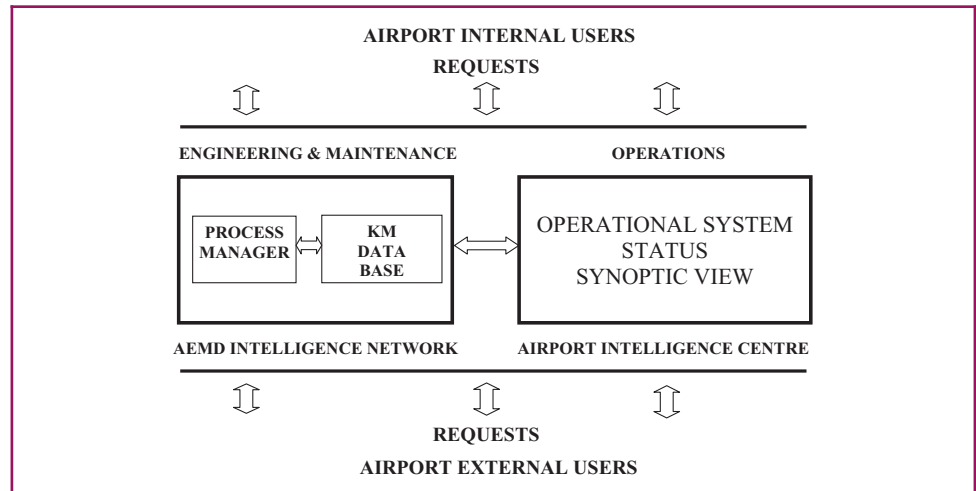 AIRPORT INTERNAL USERS
REQUESTS
ENGINEERING & MAINTENANCE
OPERATIONS
PROCESS
MANAGER
KM
DATA
BASE
OPERATIONAL SYSTEM
STATUS
SYNOPTIC VIEW
AEMD INTELLIGENCE NETWORK
AIRPORT INTELLIGENCE CENTRE
REQUESTS
AIRPORT EXTERNAL USERS